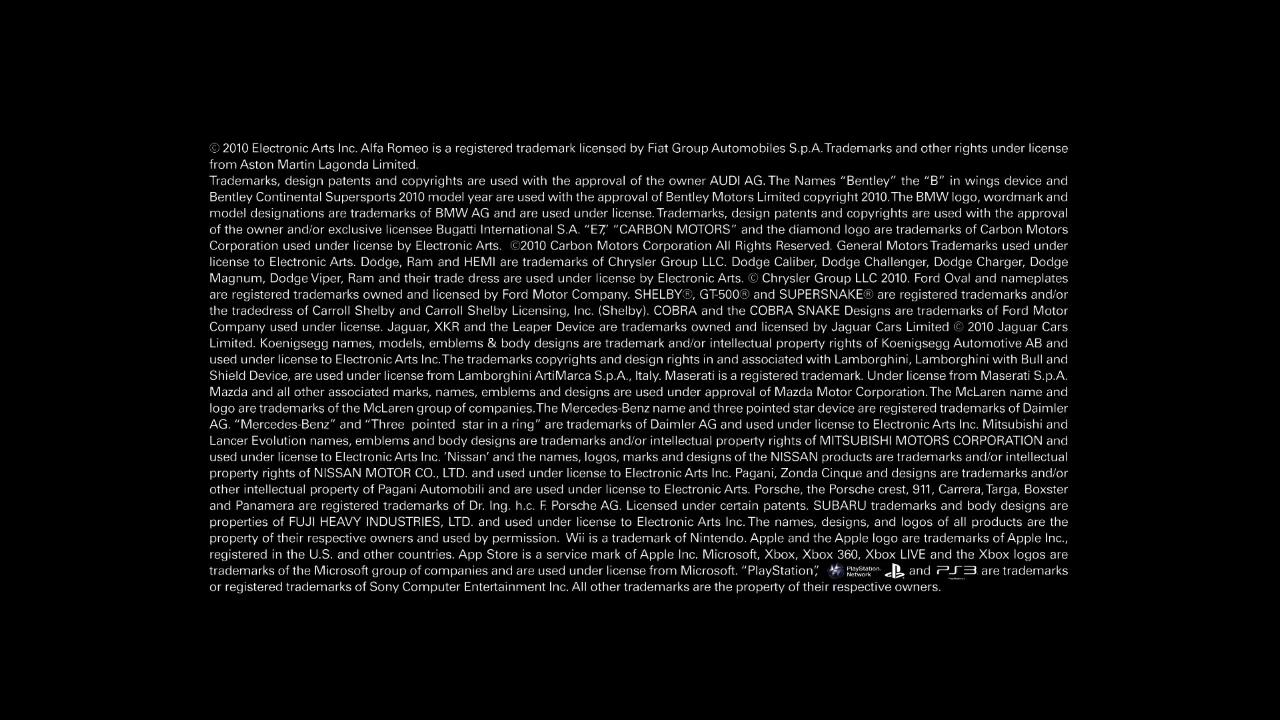 © 2010 Electronic Arts Inc. Alfa Romeo is a registered trademark licensed by Fiat Group Automobiles S.p.A. Trademarks and other rights under license
from Aston Martin Lagonda Limited.
Trademarks, design patents and copyrights are used with the approval of the owner AUDI AG. The Names “Bentley” the “B” in wings device and
Bentley Continental Supersports 2010 model year are used with the approval of Bentley Motors Limited copyright 2010. The BMW logo, wordmark and
model designations are trademarks of BMW AG and are used under license. Trademarks, design patents and copyrights are used with the approval
of the owner and/or exclusive licensee Bugatti International S.A. “E7,” “CARBON MOTORS” and the diamond logo are trademarks of Carbon Motors
Corporation used under license by Electronic Arts. ©2010 Carbon Motors Corporation All Rights Reserved. General Motors Trademarks used under
license to Electronic Arts. Dodge, Ram and HEMI are trademarks of Chrysler Group LLC. Dodge Caliber, Dodge Challenger, Dodge Charger, Dodge
Magnum, Dodge Viper, Ram and their trade dress are used under license by Electronic Arts. © Chrysler Group LLC 2010. Ford Oval and nameplates
are registered trademarks owned and licensed by Ford Motor Company. SHELBY®, GT-500® and SUPERSNAKE® are registered trademarks and/or
the tradedress of Carroll Shelby and Carroll Shelby Licensing, Inc. (Shelby). COBRA and the COBRA SNAKE Designs are trademarks of Ford Motor
Company used under license. Jaguar, XKR and the Leaper Device are trademarks owned and licensed by Jaguar Cars Limited © 2010 Jaguar Cars
Limited. Koenigsegg names, models, emblems & body designs are trademark and/or intellectual property rights of Koenigsegg Automotive AB and
used under license to Electronic Arts Inc. The trademarks copyrights and design rights in and associated with Lamborghini, Lamborghini with Bull and
Shield Device, are used under license from Lamborghini ArtiMarca S.p.A., Italy. Maserati is a registered trademark. Under license from Maserati S.p.A.
Mazda and all other associated marks, names, emblems and designs are used under approval of Mazda Motor Corporation. The McLaren name and
logo are trademarks of the McLaren group of companies. The Mercedes-Benz name and three pointed star device are registered trademarks of Daimler
AG. “Mercedes-Benz” and “Three pointed star in a ring” are trademarks of Daimler AG and used under license to Electronic Arts Inc. Mitsubishi and
Lancer Evolution names, emblems and body designs are trademarks and/or intellectual property rights of MITSUBISHI MOTORS CORPORATION and
used under license to Electronic Arts Inc. ’Nissan’ and the names, logos, marks and designs of the NISSAN products are trademarks and/or intellectual
property rights of NISSAN MOTOR CO., LTD. and used under license to Electronic Arts Inc. Pagani, Zonda Cinque and designs are trademarks and/or
other intellectual property of Pagani Automobili and are used under license to Electronic Arts. Porsche, the Porsche crest, 911, Carrera, Targa, Boxster
and Panamera are registered trademarks of Dr. Ing. h.c. F. Porsche AG. Licensed under certain patents. SUBARU trademarks and body designs are
properties of FUJI HEAVY INDUSTRIES, LTD. and used under license to Electronic Arts Inc. The names, designs, and logos of all products are the
property of their respective owners and used by permission. Wii is a trademark of Nintendo. Apple and the Apple logo are trademarks of Apple Inc.,
registered in the U.S. and other countries. App Store is a service mark of Apple Inc. Microsoft, Xbox, Xbox 360, Xbox LIVE and the Xbox logos are
trademarks of the Microsoft group of companies and are used under license from Microsoft. “PlayStation,” PlayStation Network and PS3 are trademarks
or registered trademarks of Sony Computer Entertainment Inc. All other trademarks are the property of their respective owners.